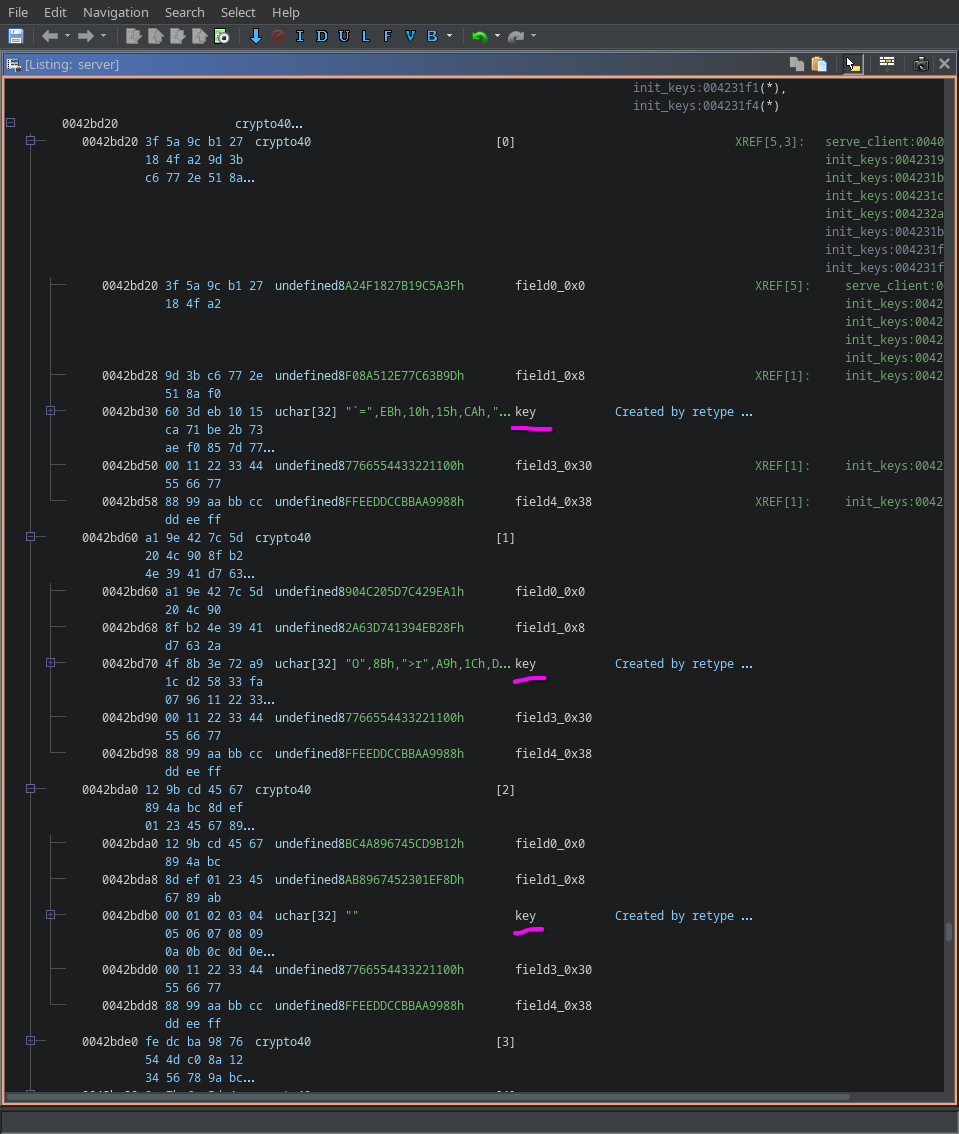 File Edit Navigation Search Select Help
I D U L F V B
[Listing: server]
init_keys:004231f1(*),
init_keys:004231f4(*)
0042bd20 crypto40...
0042bd20 3f 5a 9c b1 27 crypto40 [0] XREF[5,3]: serve_client:0040
18 4f a2 9d 3b init_keys:0042319
c6 77 2e 51 8a... init_keys:004231b
init_keys:004231c
init_keys:004232a
init_keys:004231b
init_keys:004231f
init_keys:004231f
0042bd20 3f 5a 9c b1 27 undefined8A24F1827B19C5A3Fh field0_0x0 XREF[5]: serve_client:0
18 4f a2 init_keys:0042
init_keys:0042
init_keys:0042
init_keys:0042
0042bd28 9d 3b c6 77 2e undefined8F08A512E77C63B9Dh field1_0x8 XREF[1]: init_keys:0042
51 8a f0
0042bd30 60 3d eb 10 15 uchar[32] "`=",EBh,10h,15h,CAh,"... key Created by retype ...
ca 71 be 2b 73
ae f0 85 7d 77...
0042bd50 00 11 22 33 44 undefined87766554433221100h field3_0x30 XREF[1]: init_keys:0042
55 66 77
0042bd58 88 99 aa bb cc undefined8FFEEDDCCBBAA9988h field4_0x38 XREF[1]: init_keys:0042
dd ee ff
0042bd60 a1 9e 42 7c 5d crypto40 [1]
20 4c 90 8f b2
4e 39 41 d7 63...
0042bd60 a1 9e 42 7c 5d undefined8904C205D7C429EA1h field0_0x0
20 4c 90
0042bd68 8f b2 4e 39 41 undefined82A63D741394EB28Fh field1_0x8
d7 63 2a
0042bd70 4f 8b 3e 72 a9 uchar[32] "O",8Bh,">r",A9h,1Ch,D... key Created by retype ...
1c d2 58 33 fa
07 96 11 22 33...
0042bd90 00 11 22 33 44 undefined87766554433221100h field3_0x30
55 66 77
0042bd98 88 99 aa bb cc undefined8FFEEDDCCBBAA9988h field4_0x38
dd ee ff
0042bda0 12 9b cd 45 67 crypto40 [2]
89 4a bc 8d ef
01 23 45 67 89...
0042bda0 12 9b cd 45 67 undefined8BC4A896745CD9B12h field0_0x0
89 4a bc
0042bda8 8d ef 01 23 45 undefined8AB8967452301EF8Dh field1_0x8
67 89 ab
0042bdb0 00 01 02 03 04 uchar[32] "" key Created by retype ...
05 06 07 08 09
0a 0b 0c 0d 0e...
0042bdd0 00 11 22 33 44 undefined87766554433221100h field3_0x30
55 66 77
0042bdd8 88 99 aa bb cc undefined8FFEEDDCCBBAA9988h field4_0x38
dd ee ff
0042bde0 fe dc ba 98 76 crypto40 [3]
54 4d c0 8a 12
34 56 78 9a bc...